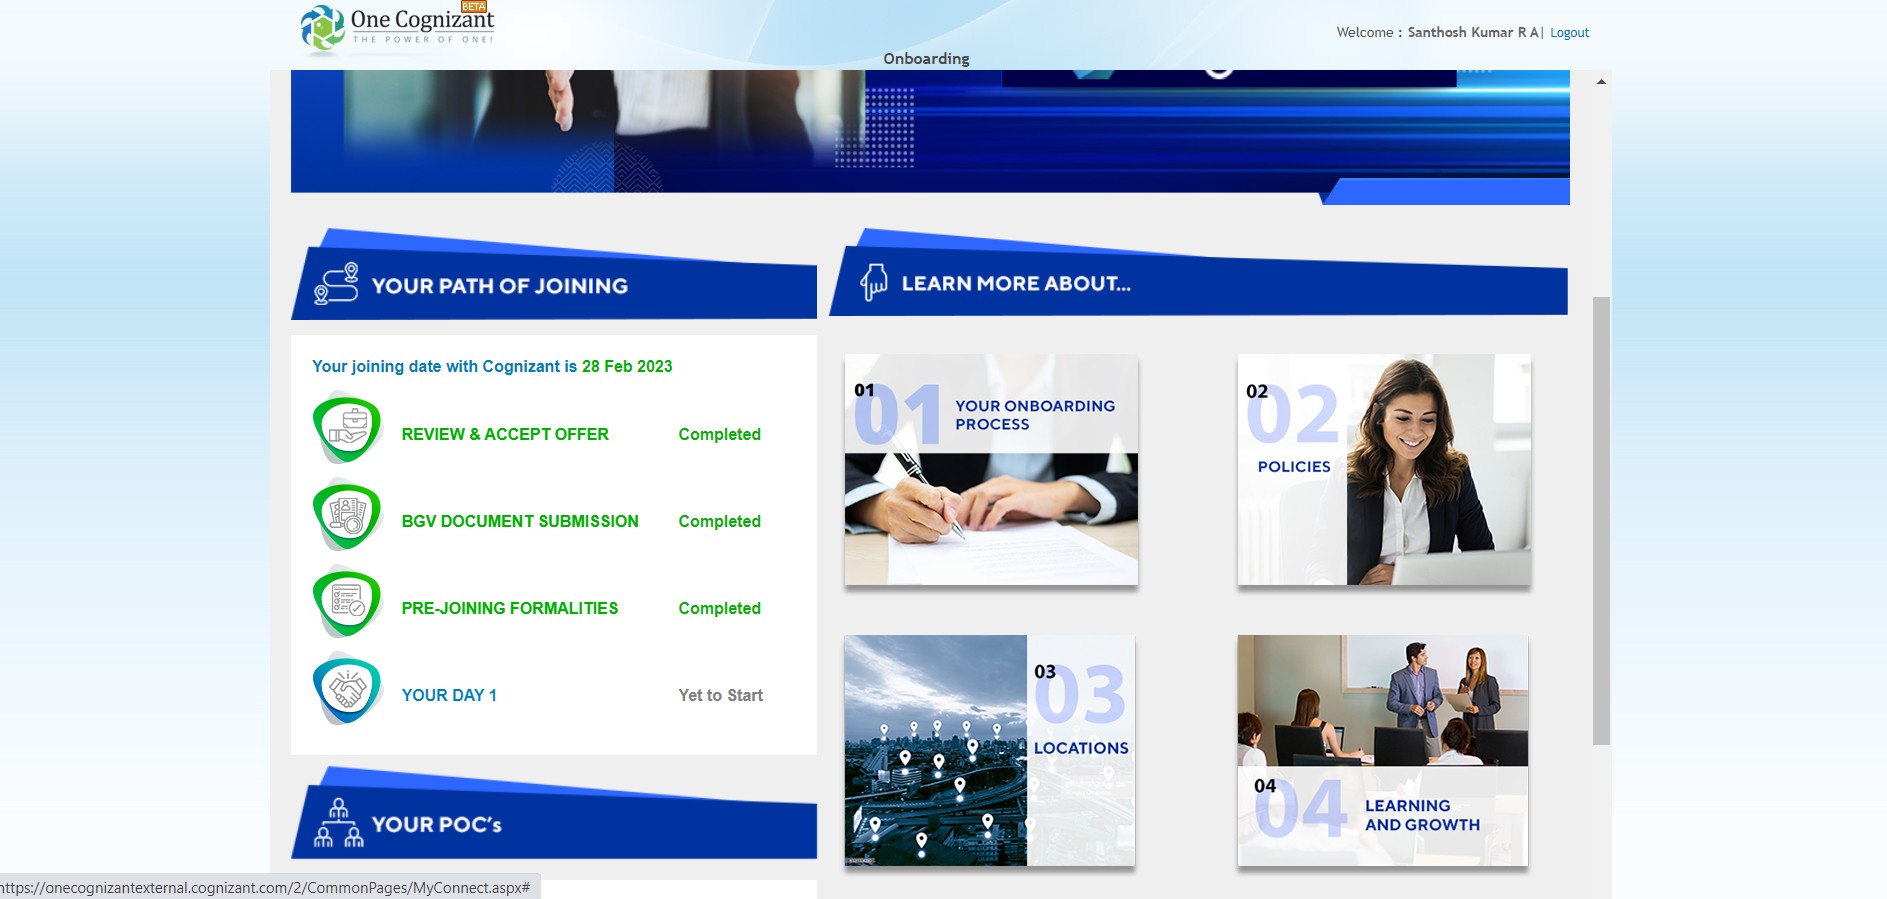 BETA
One Cognizant
THE POWER OF ONE!
Welcome : Santhosh Kumar R A| Logout
Onboarding
YOUR PATH OF JOINING
Your joining date with Cognizant is 28 Feb 2023
REVIEW & ACCEPT OFFER Completed
BGV DOCUMENT SUBMISSION Completed
PRE-JOINING FORMALITIES Completed
YOUR DAY 1 Yet to Start
YOUR POC's
LEARN MORE ABOUT...
01
01 YOUR ONBOARDING
PROCESS
02
02
POLICIES
03
03
LOCATIONS
04
04 LEARNING
AND GROWTH
https://onecognizantexternal.cognizant.com/2/CommonPages/MyConnect.aspx#